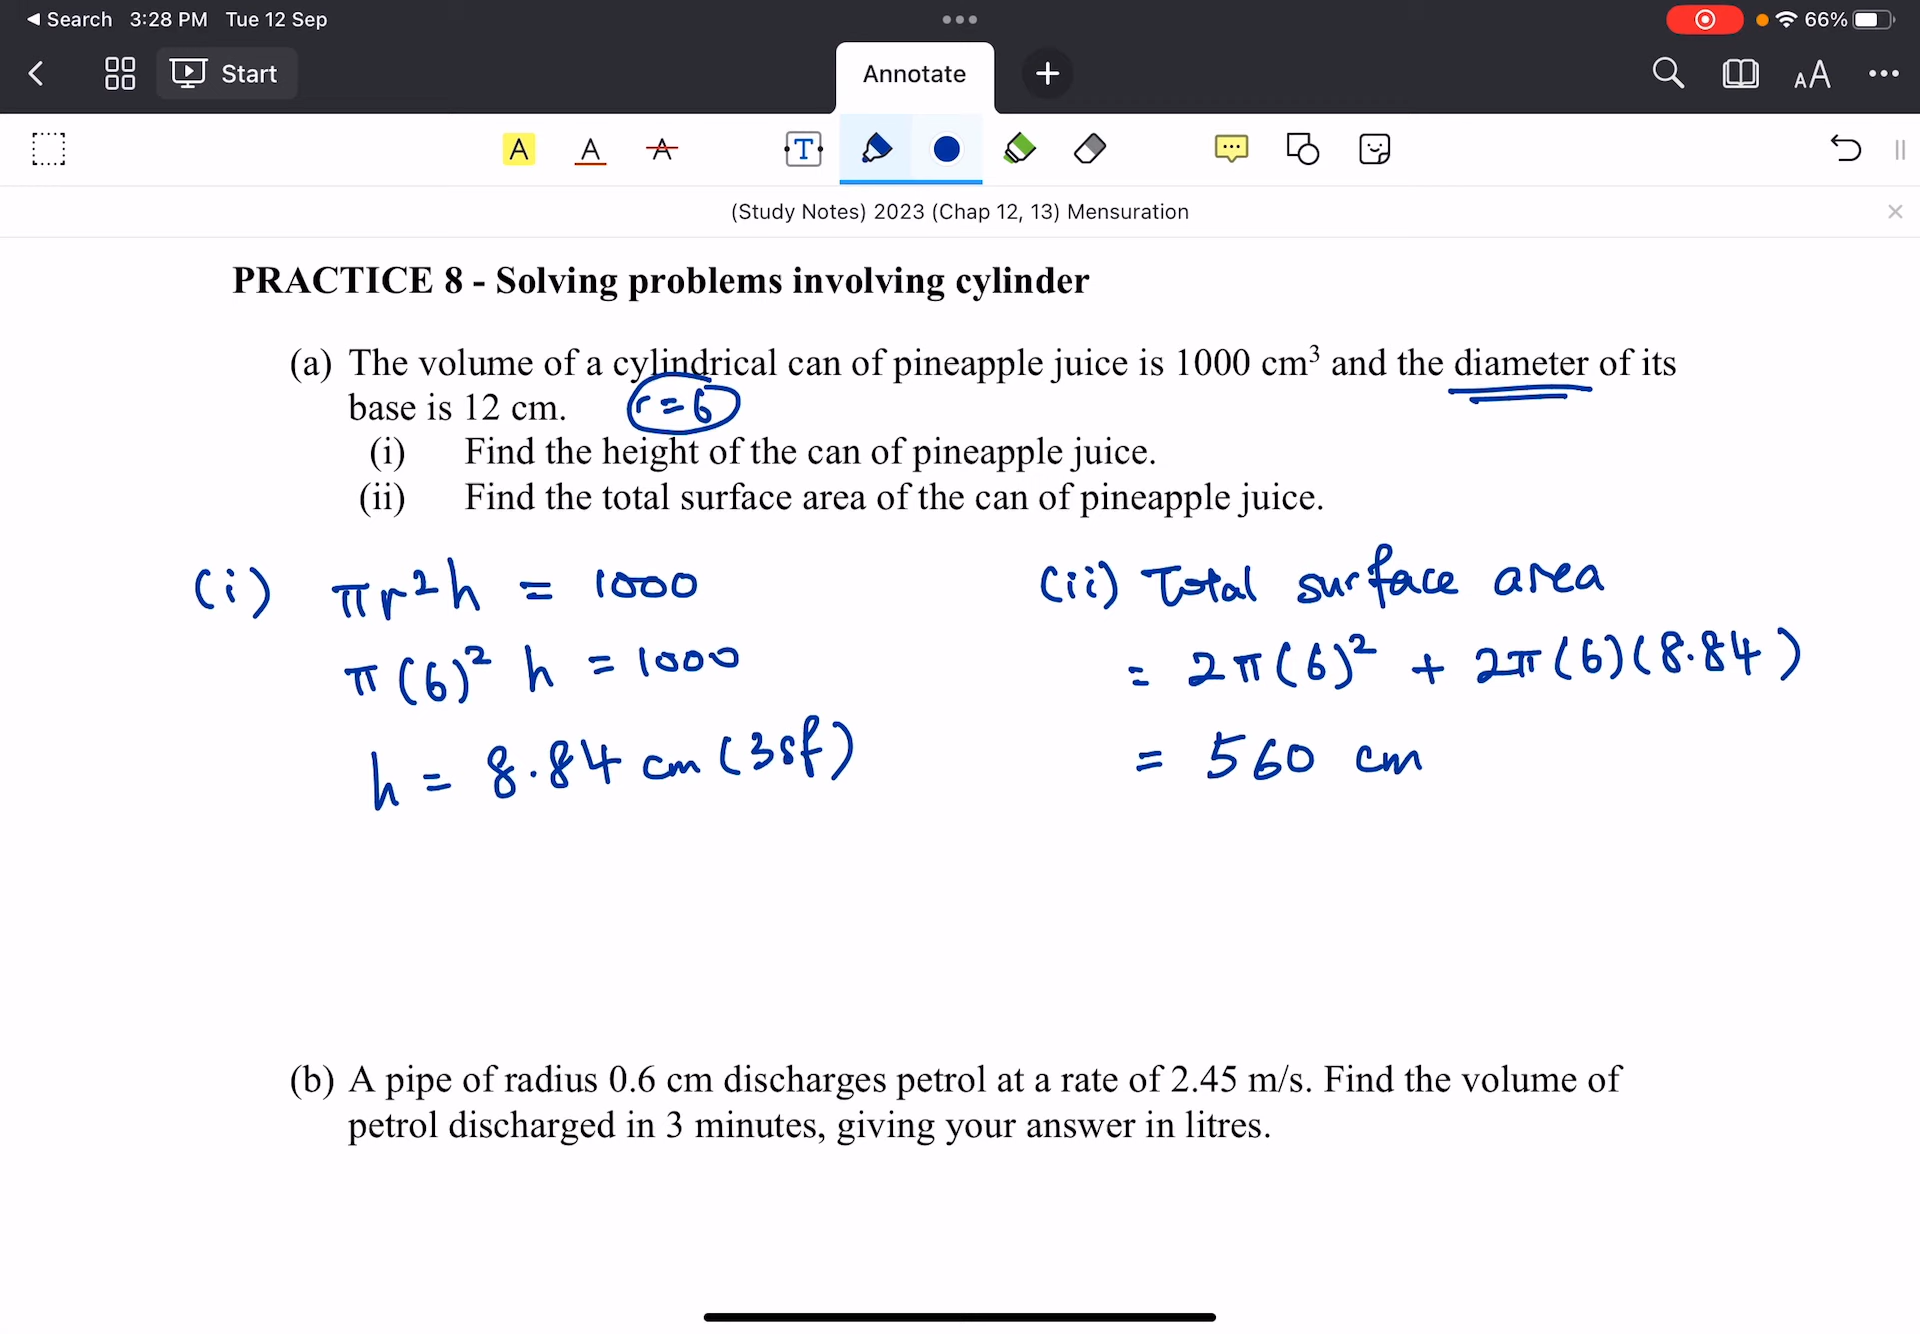 ◀ Search 3:28 PM Tue 12 Sep
66%
Start
Annotate
+
AA
A A A T
(Study Notes) 2023 (Chap 12, 13) Mensuration
PRACTICE 8 - Solving problems involving cylinder
(a) The volume of a cylindrical can of pineapple juice is 1000 cm³ and the diameter of its
base is 12 cm. r = 6
(i) Find the height of the can of pineapple juice.
(ii) Find the total surface area of the can of pineapple juice.
(i) πr²h = 1000
π(6)² h = 1000
h = 8.84 cm (3sf)
(ii) Total surface area
= 2π(6)² + 2π(6)(8.84)
= 560 cm
(b) A pipe of radius 0.6 cm discharges petrol at a rate of 2.45 m/s. Find the volume of
petrol discharged in 3 minutes, giving your answer in litres.